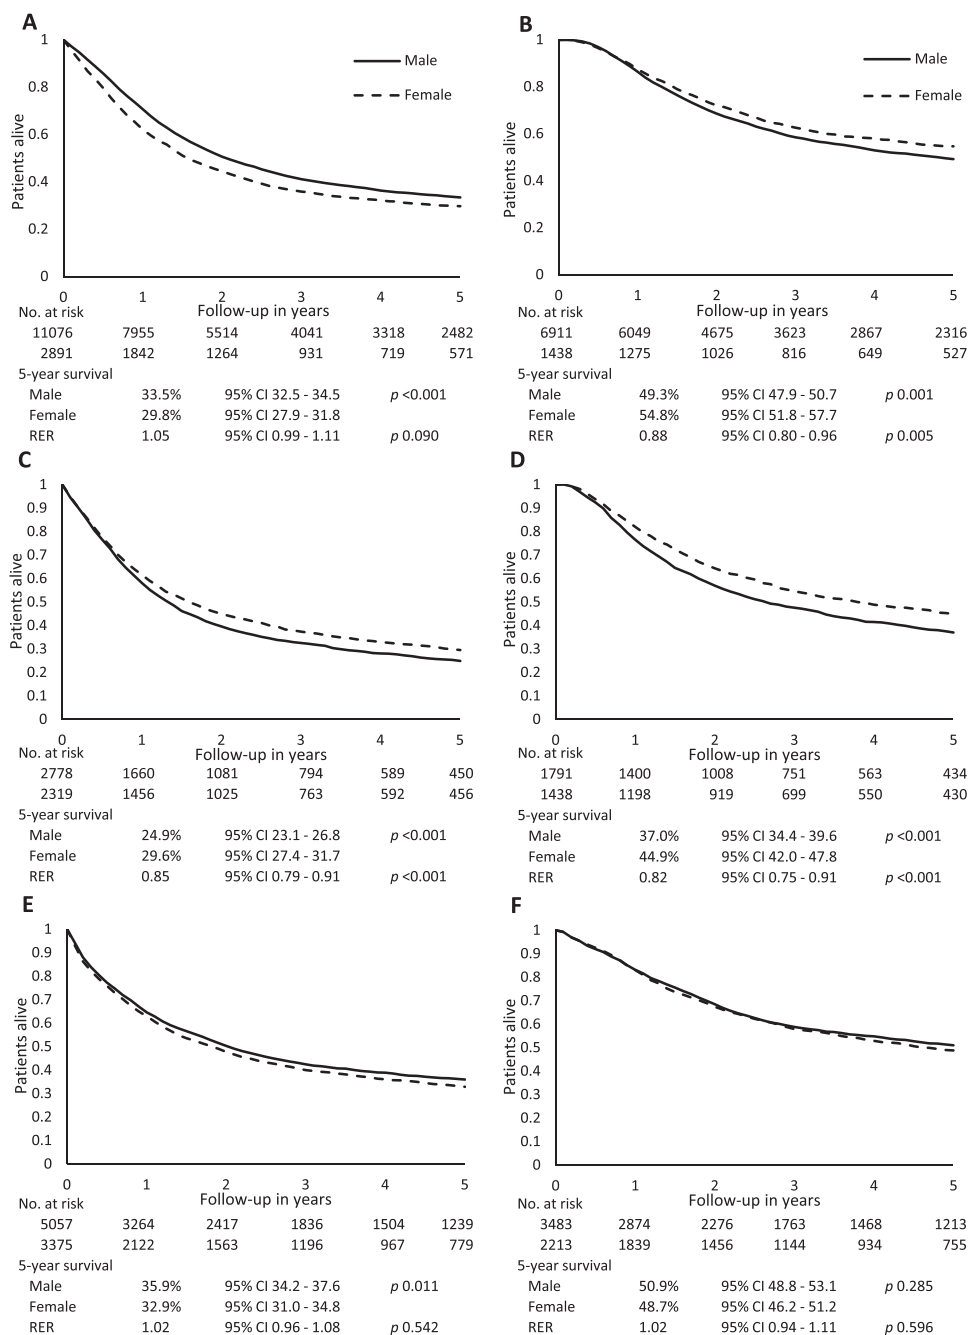 A
1
0.8
0.6
0.4
0.2
0
Patients alive
Male
Female
0 1 2 3 4 5
No. at risk
Follow-up in years
11076 7955 5514 4041 3318 2482
2891 1842 1264 931 719 571
5-year survival
Male 33.5% 95% CI 32.5 - 34.5 p <0.001
Female 29.8% 95% CI 27.9 - 31.8
RER 1.05 95% CI 0.99 - 1.11 p 0.090
B
1
0.8
0.6
0.4
0.2
0
Patients alive
Male
Female
0 1 2 3 4 5
No. at risk
Follow-up in years
6911 6049 4675 3623 2867 2316
1438 1275 1026 816 649 527
5-year survival
Male 49.3% 95% CI 47.9 - 50.7 p 0.001
Female 54.8% 95% CI 51.8 - 57.7
RER 0.88 95% CI 0.80 - 0.96 p 0.005
C
1
0.9
0.8
0.7
0.6
0.5
0.4
0.3
0.2
0.1
0
Patients alive
0 1 2 3 4 5
No. at risk
Follow-up in years
2778 1660 1081 794 589 450
2319 1456 1025 763 592 456
5-year survival
Male 24.9% 95% CI 23.1 - 26.8 p <0.001
Female 29.6% 95% CI 27.4 - 31.7
RER 0.85 95% CI 0.79 - 0.91 p <0.001
D
1
0.9
0.8
0.7
0.6
0.5
0.4
0.3
0.2
0.1
0
Patients alive
0 1 2 3 4 5
No. at risk
Follow-up in years
1791 1400 1008 751 563 434
1438 1198 919 699 550 430
5-year survival
Male 37.0% 95% CI 34.4 - 39.6 p <0.001
Female 44.9% 95% CI 42.0 - 47.8
RER 0.82 95% CI 0.75 - 0.91 p <0.001
E
1
0.9
0.8
0.7
0.6
0.5
0.4
0.3
0.2
0.1
0
Patients alive
0 1 2 3 4 5
No. at risk
Follow-up in years
5057 3264 2417 1836 1504 1239
3375 2122 1563 1196 967 779
5-year survival
Male 35.9% 95% CI 34.2 - 37.6 p 0.011
Female 32.9% 95% CI 31.0 - 34.8
RER 1.02 95% CI 0.96 - 1.08 p 0.542
F
1
0.9
0.8
0.7
0.6
0.5
0.4
0.3
0.2
0.1
0
Patients alive
0 1 2 3 4 5
No. at risk
Follow-up in years
3483 2874 2276 1763 1468 1213
2213 1839 1456 1144 934 755
5-year survival
Male 50.9% 95% CI 48.8 - 53.1 p 0.285
Female 48.7% 95% CI 46.2 - 51.2
RER 1.02 95% CI 0.94 - 1.11 p 0.596